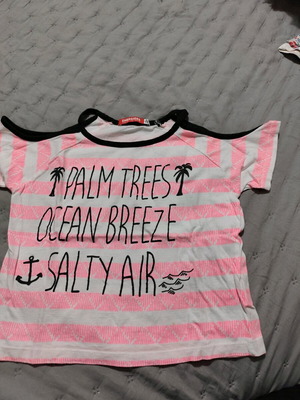 PALM TREES
OCEAN BREEZE
SALTY AIR